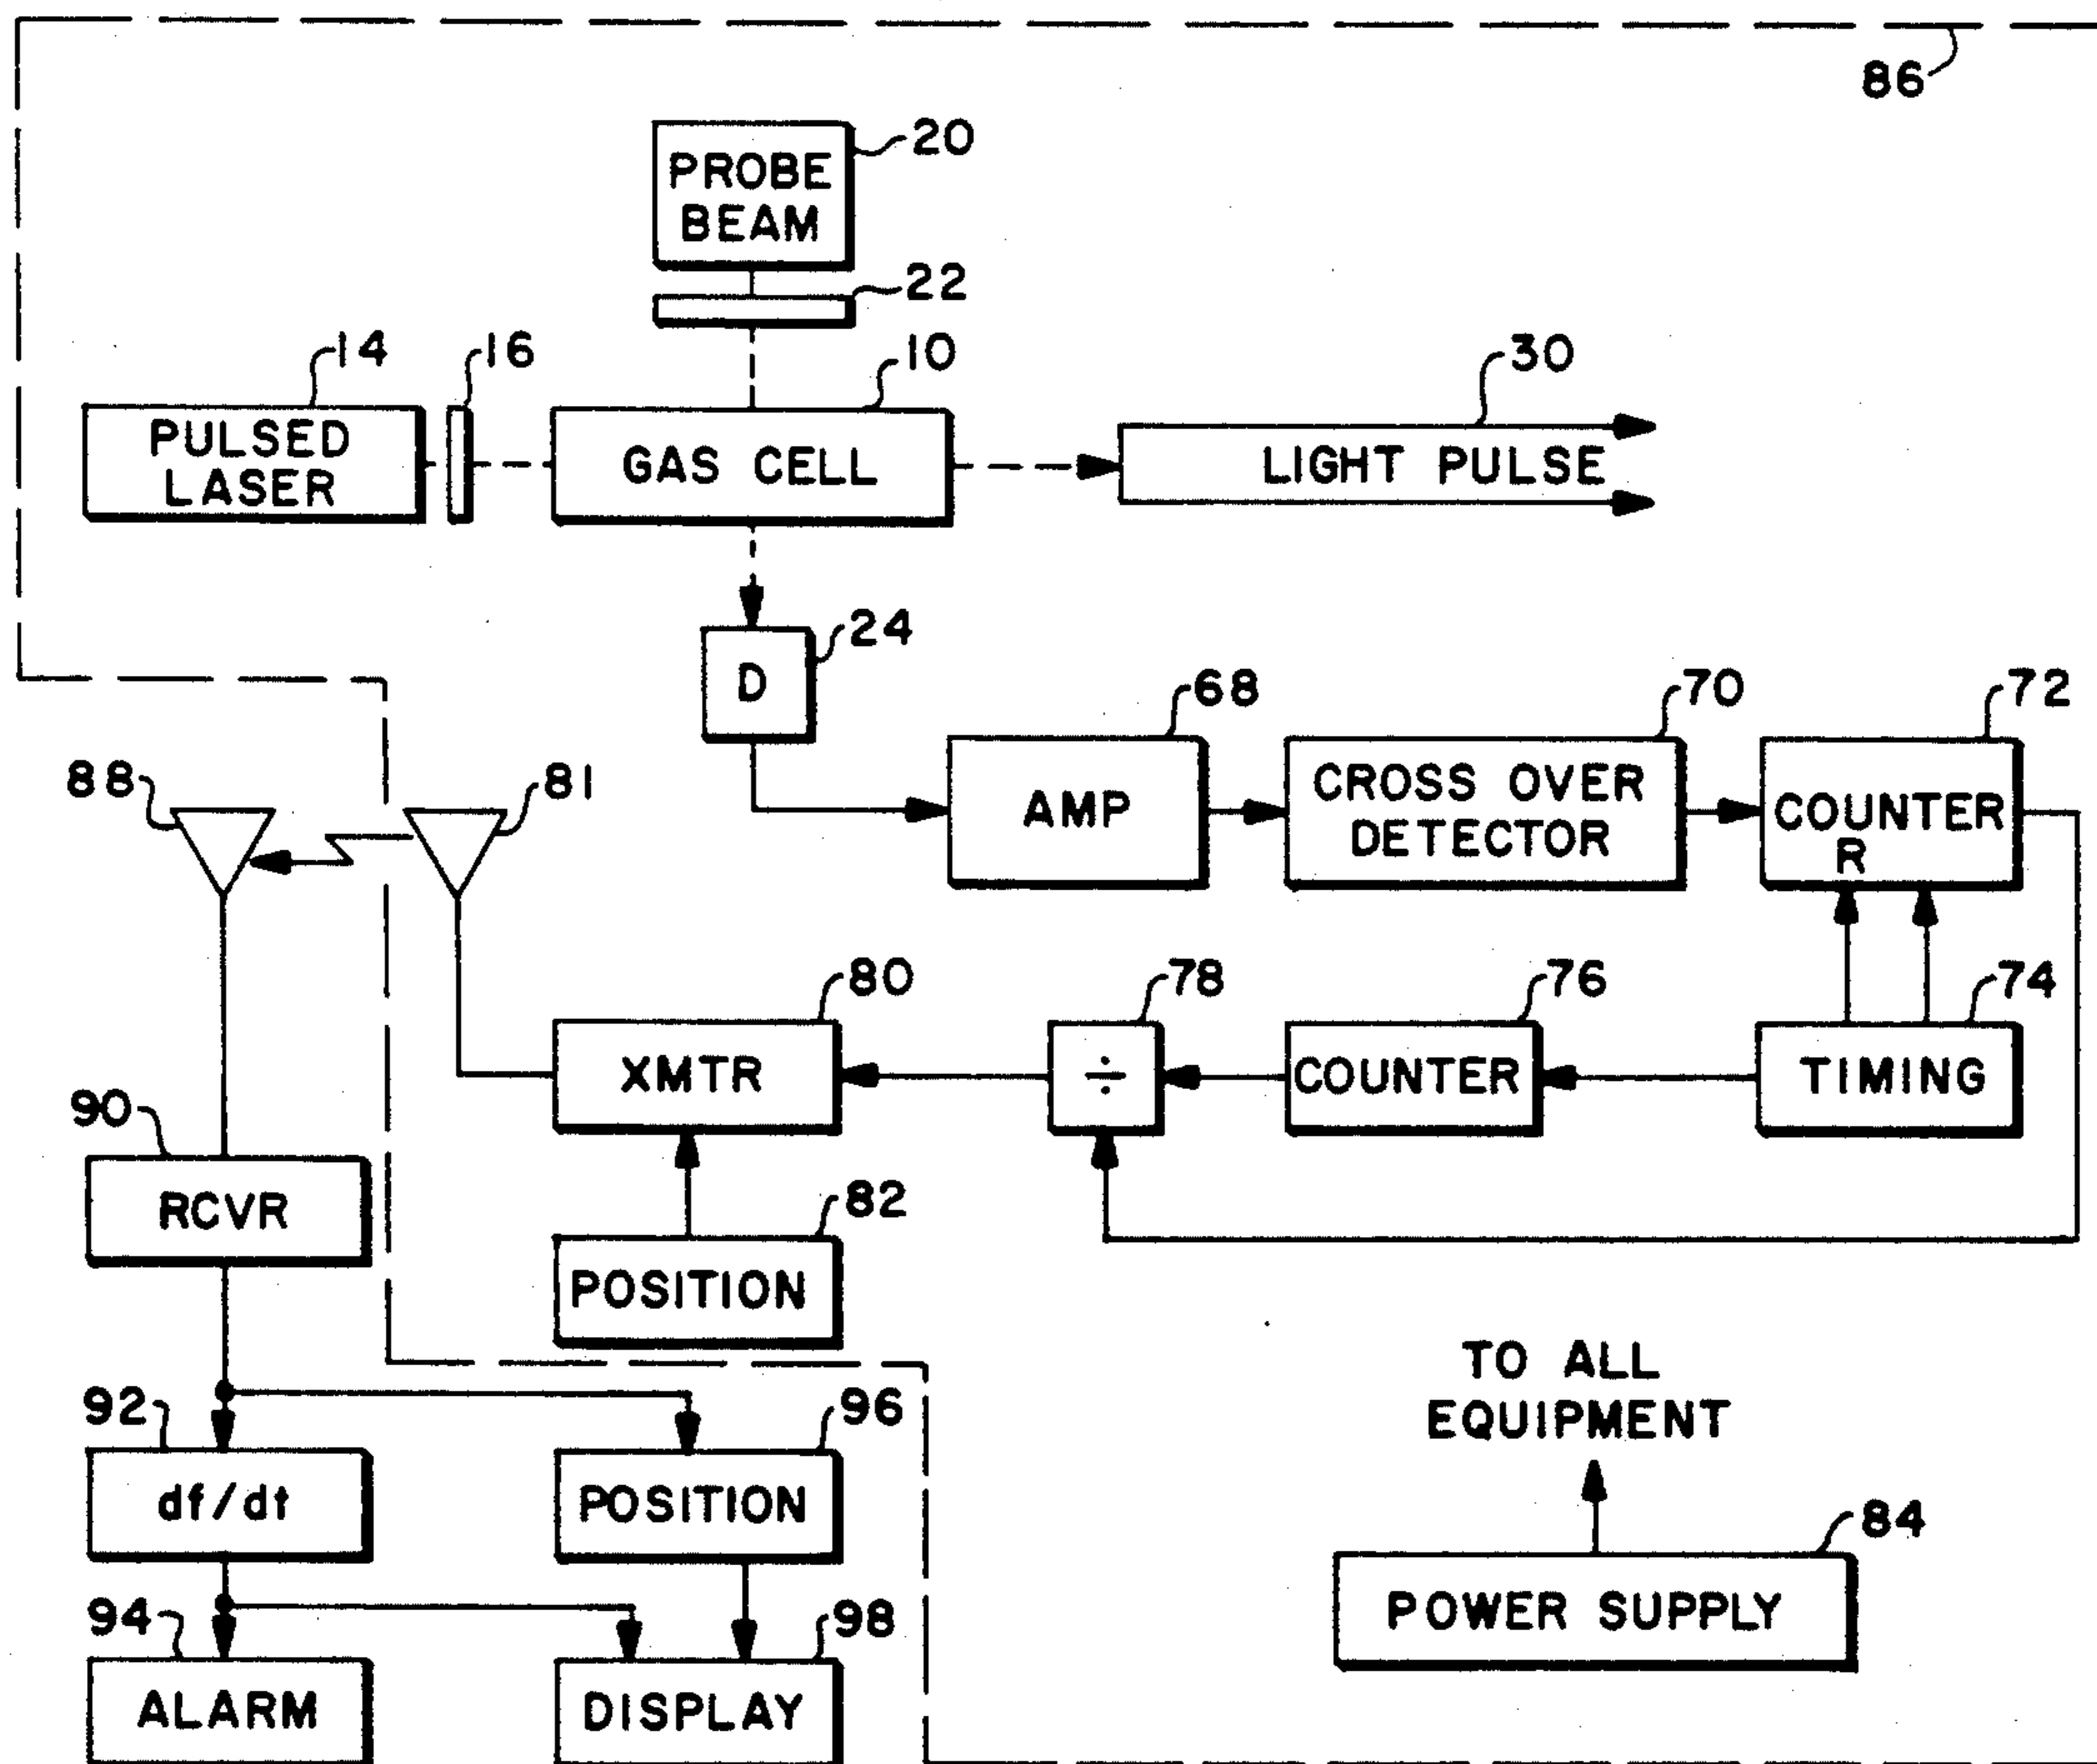 86
20
PROBE
BEAM
22
14
16
10
30
PULSED
LASER
GAS CELL
LIGHT PULSE
24
D
68
70
72
88
81
AMP
CROSS OVER
DETECTOR
COUNTER
R
80
78
76
74
XMTR
÷
COUNTER
TIMING
90
RCVR
82
POSITION
TO ALL
EQUIPMENT
92
96
df/dt
POSITION
84
POWER SUPPLY
94
98
ALARM
DISPLAY